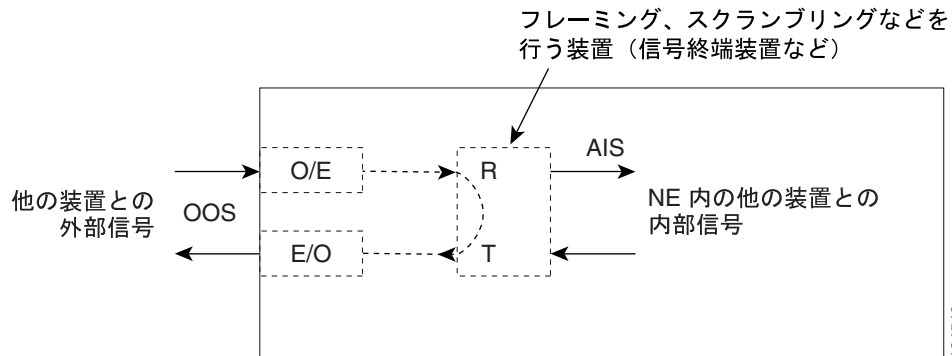 フレーミング、スクランブリングなどを
行う装置（信号終端装置など）
O/E
R
AIS
他の装置との
外部信号
OOS
NE 内の他の装置との
内部信号
E/O
T